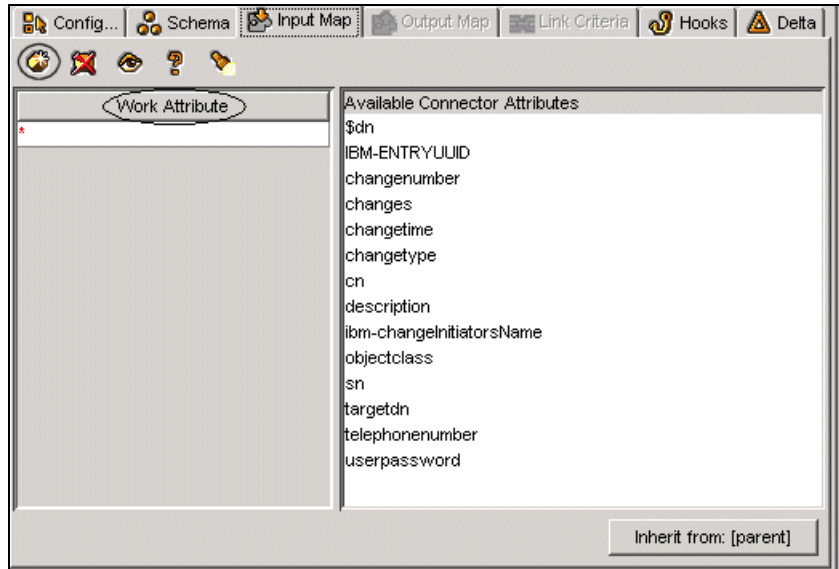 Config... Schema Input Map Output Map Link Criteria Hooks Delta
Work Attribute
*
Available Connector Attributes
$dn
IBM-ENTRYUUID
changenumber
changes
changetime
changetype
cn
description
ibm-changeInitiatorsName
objectclass
sn
targetdn
telephonenumber
userpassword
Inherit from: [parent]